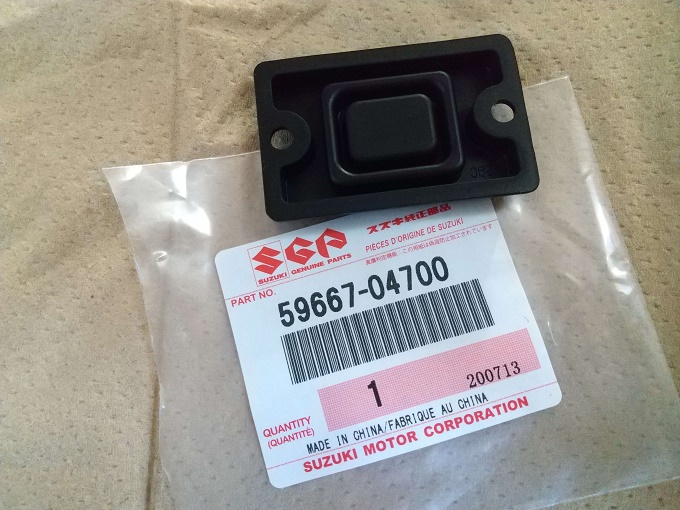 スズキ純正部品
SGP
SUZUKI GENUINE PARTS
PIÈCES D'ORIGINE DE SUZUKI
PART NO.
59667-04700
1
200713
QUANTITY
(QUANTITÉ)
MADE IN CHINA/FABRIQUE AU CHINA
SUZUKI MOTOR CORPORATION